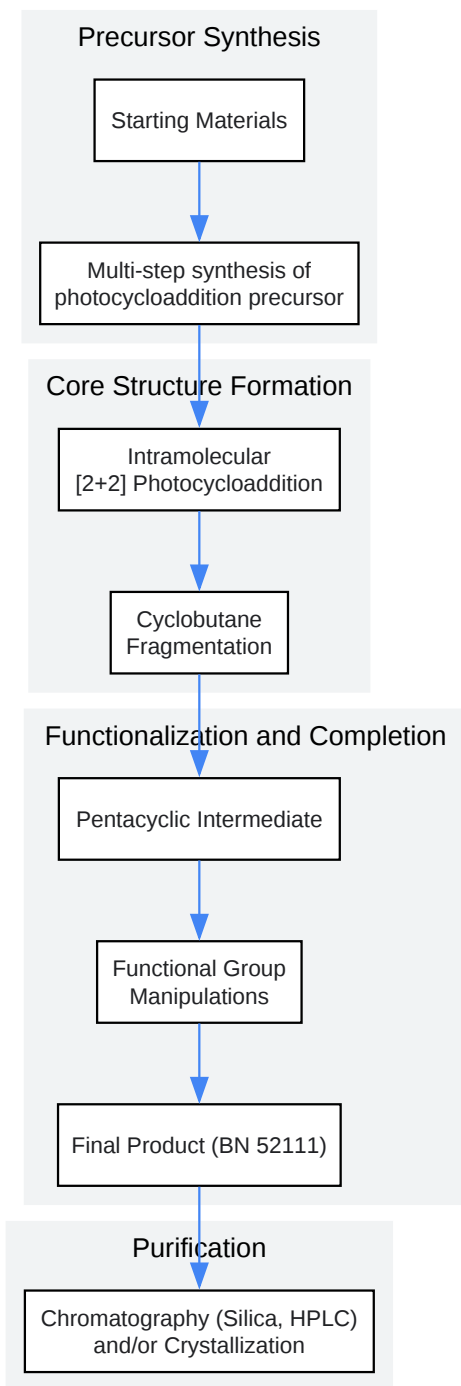 Precursor Synthesis
Starting Materials
Multi-step synthesis of
photocycloaddition precursor
Core Structure Formation
Intramolecular
[2+2] Photocycloaddition
Cyclobutane
Fragmentation
Functionalization and Completion
Pentacyclic Intermediate
Functional Group
Manipulations
Final Product (BN 52111)
Purification
Chromatography (Silica, HPLC)
and/or Crystallization